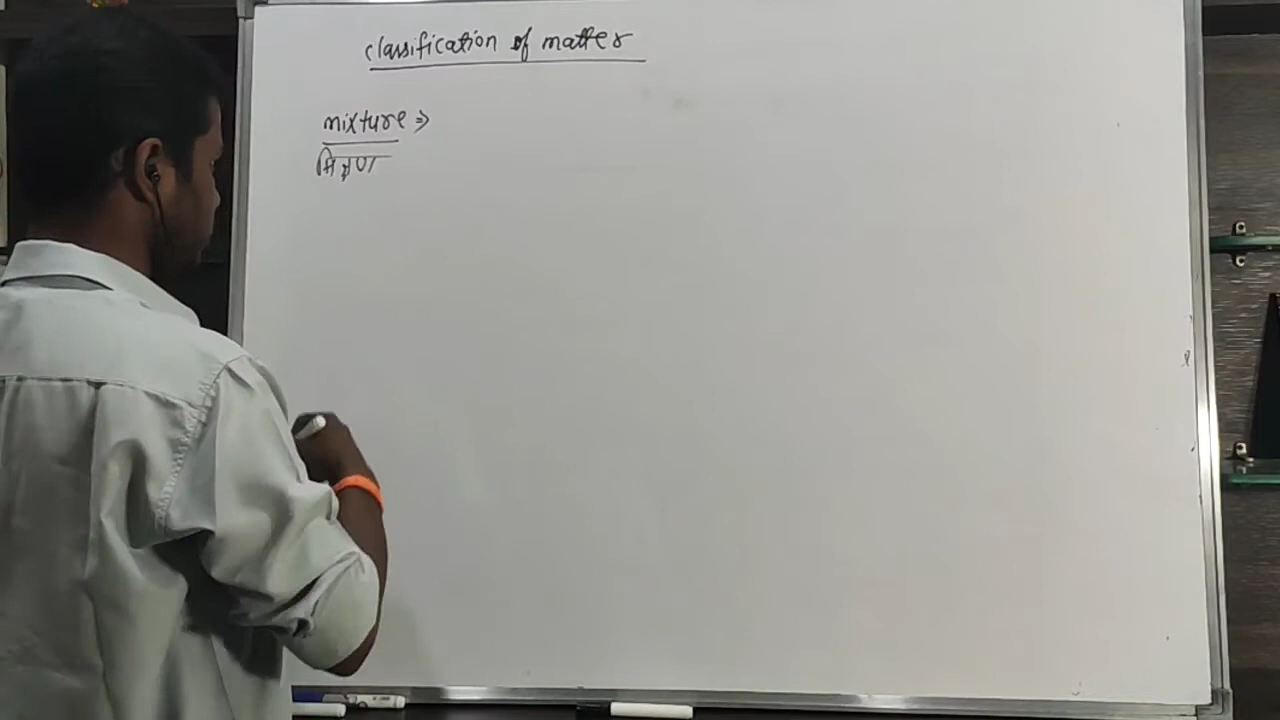 classification of matter
mixture ⇒
मिश्रण